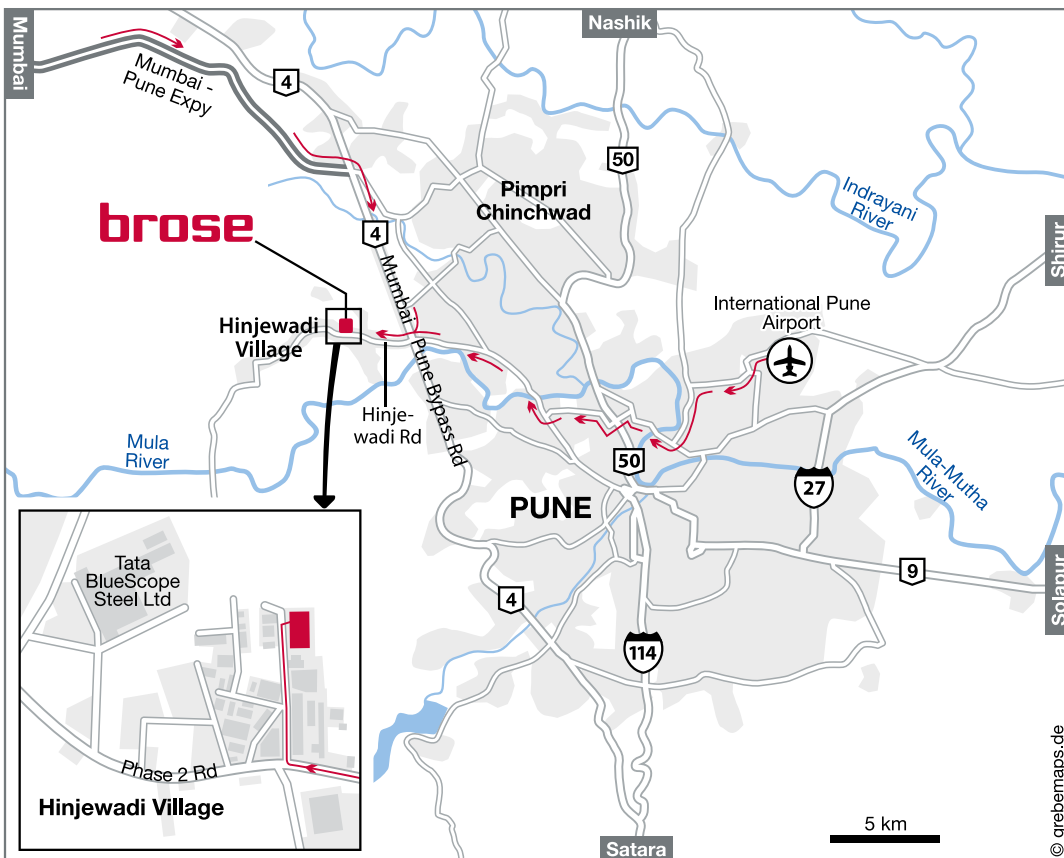 Mumbai
Nashik
Mumbai -
Pune Expy
4
50
Pimpri
Chinchwad
Indrayani
River
Shirur
brose
4
Mumbai - Pune Bypass Rd
International Pune
Airport
Hinjewadi
Village
Hinje-
wadi Rd
Mula
River
50
27
Mula-Mutha
River
PUNE
9
Solapur
4
114
Tata
BlueScope
Steel Ltd
Phase 2 Rd
Hinjewadi Village
5 km
Satara
© grebemaps.de